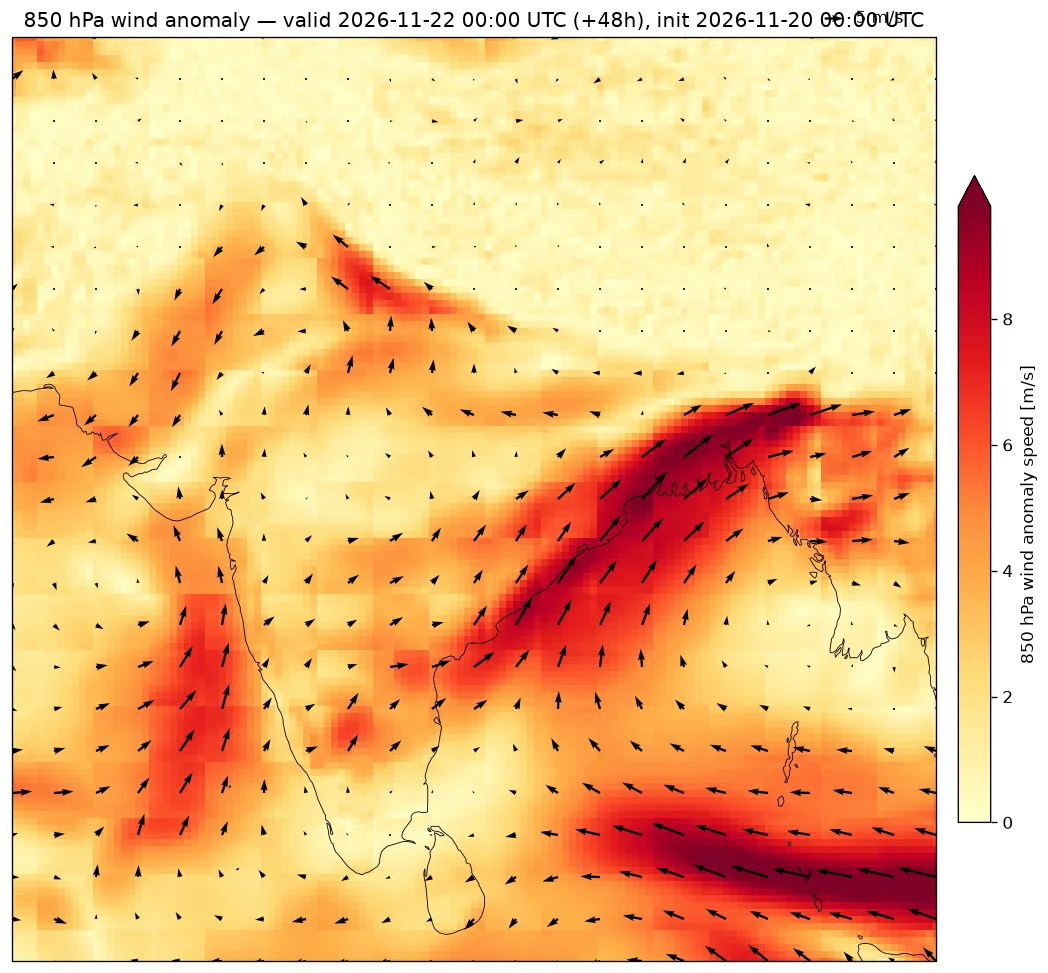 850 hPa wind anomaly — valid 2026-11-22 00:00 UTC (+48h), init 2026-11-20 00:00 UTC
5 m/s
8
6
4
2
0
850 hPa wind anomaly speed [m/s]